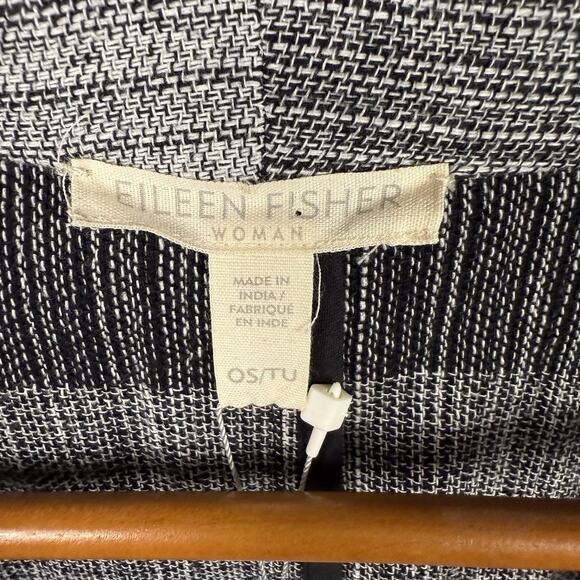 EILEEN FISHER
WOMAN
MADE IN
INDIA /
FABRIQUÉ
EN INDE
OS/TU